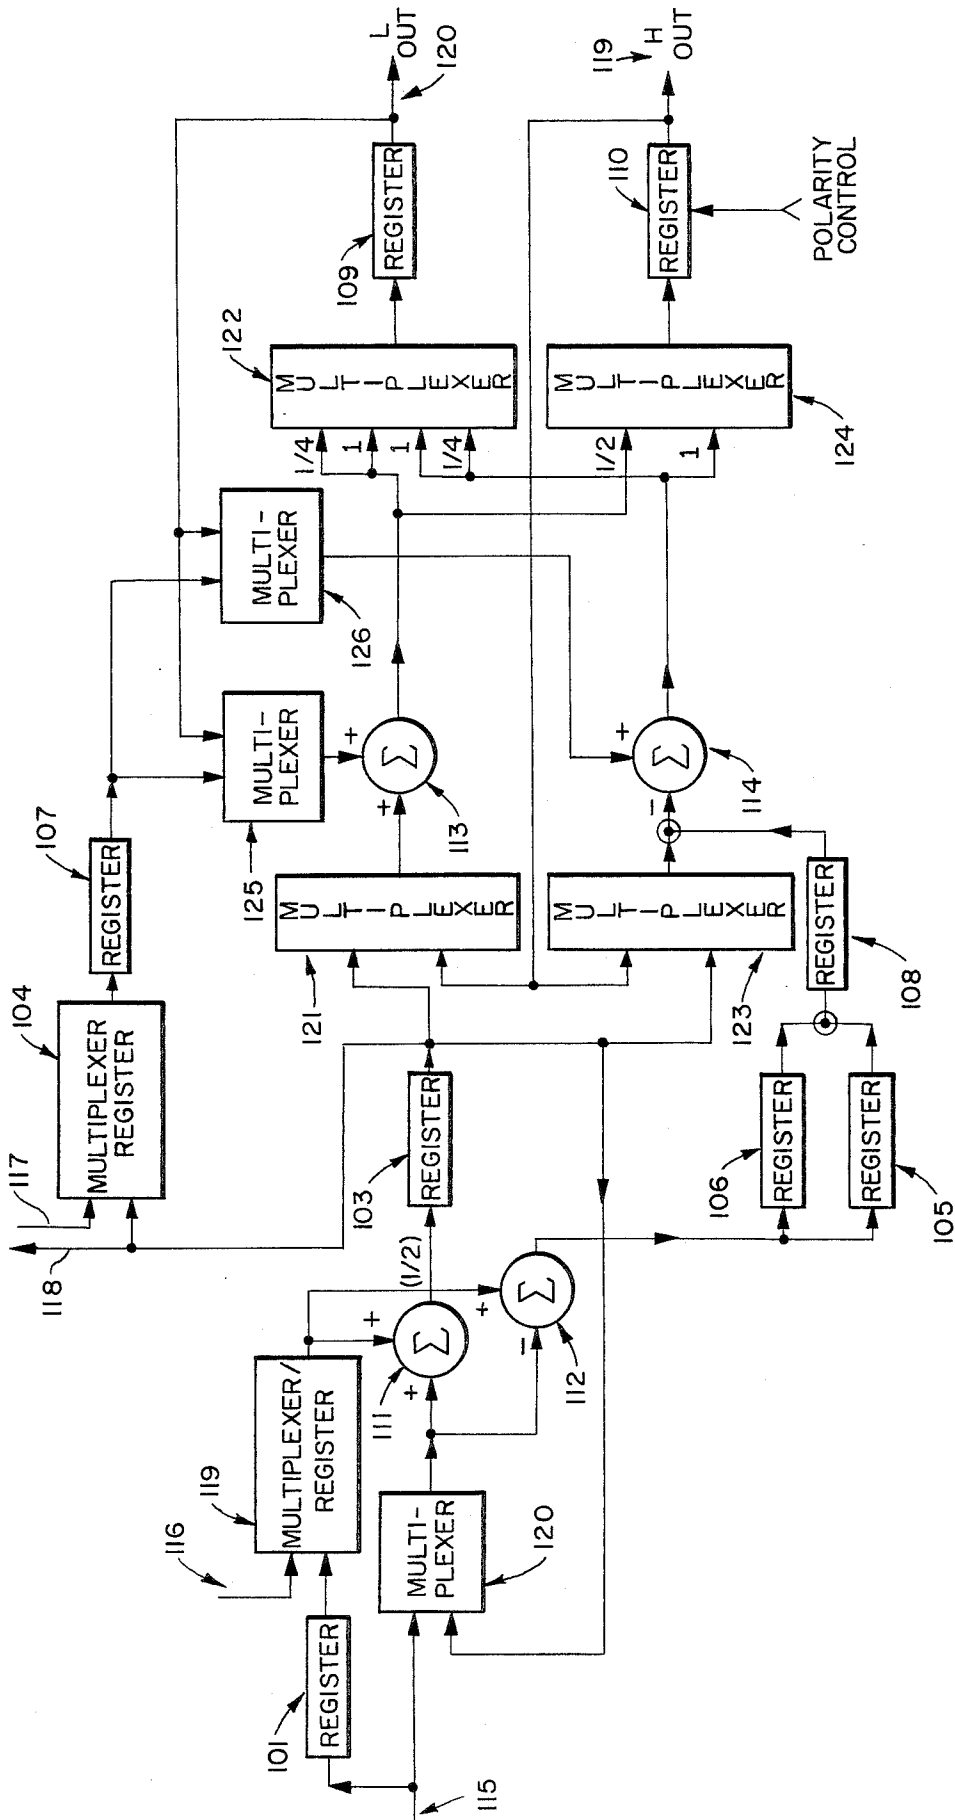 115
101
REGISTER
116
119
MULTIPLEXER/
REGISTER
MULTI-
PLEXER
120
111
+
+
Σ
(1/2)
+
−
Σ
112
103
REGISTER
118
117
104
MULTIPLEXER
REGISTER
107
REGISTER
106
REGISTER
REGISTER
105
REGISTER
108
121
MULTIPLEXER
123
MULTIPLEXER
125
MULTI-
PLEXER
+
+
Σ
113
−
+
Σ
114
MULTI-
PLEXER
126
1/4
1
1
1/4
1/2
1
122
MULTIPLEXER
MULTIPLEXER
124
109
REGISTER
110
REGISTER
POLARITY
CONTROL
L
OUT
120
119
H
OUT